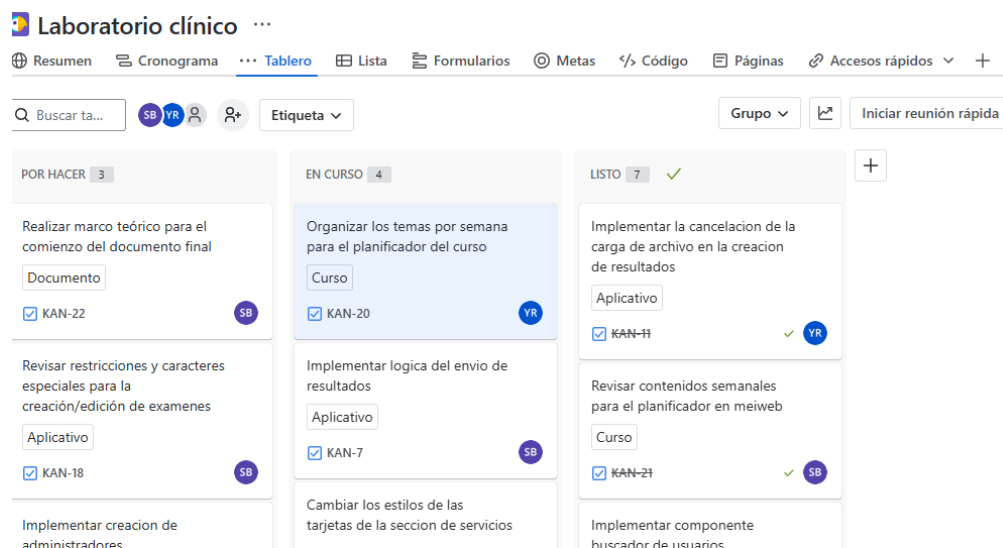 Laboratorio clínico ...
Resumen Cronograma Tablero Lista Formularios Metas Código Páginas Accesos rápidos
Buscar ta... SB YR Etiqueta Grupo Iniciar reunión rápida
POR HACER 3
Realizar marco teórico para el
comienzo del documento final
Documento
KAN-22 SB
Revisar restricciones y caracteres
especiales para la
creación/edición de examenes
Aplicativo
KAN-18 SB
Implementar creacion de
administradores
EN CURSO 4
Organizar los temas por semana
para el planificador del curso
Curso
KAN-20 YR
Implementar logica del envio de
resultados
Aplicativo
KAN-7 SB
Cambiar los estilos de las
tarjetas de la seccion de servicios
LISTO 7
Implementar la cancelacion de la
carga de archivo en la creacion
de resultados
Aplicativo
KAN-11 YR
Revisar contenidos semanales
para el planificador en meiweb
Curso
KAN-21 SB
Implementar componente
buscador de usuarios